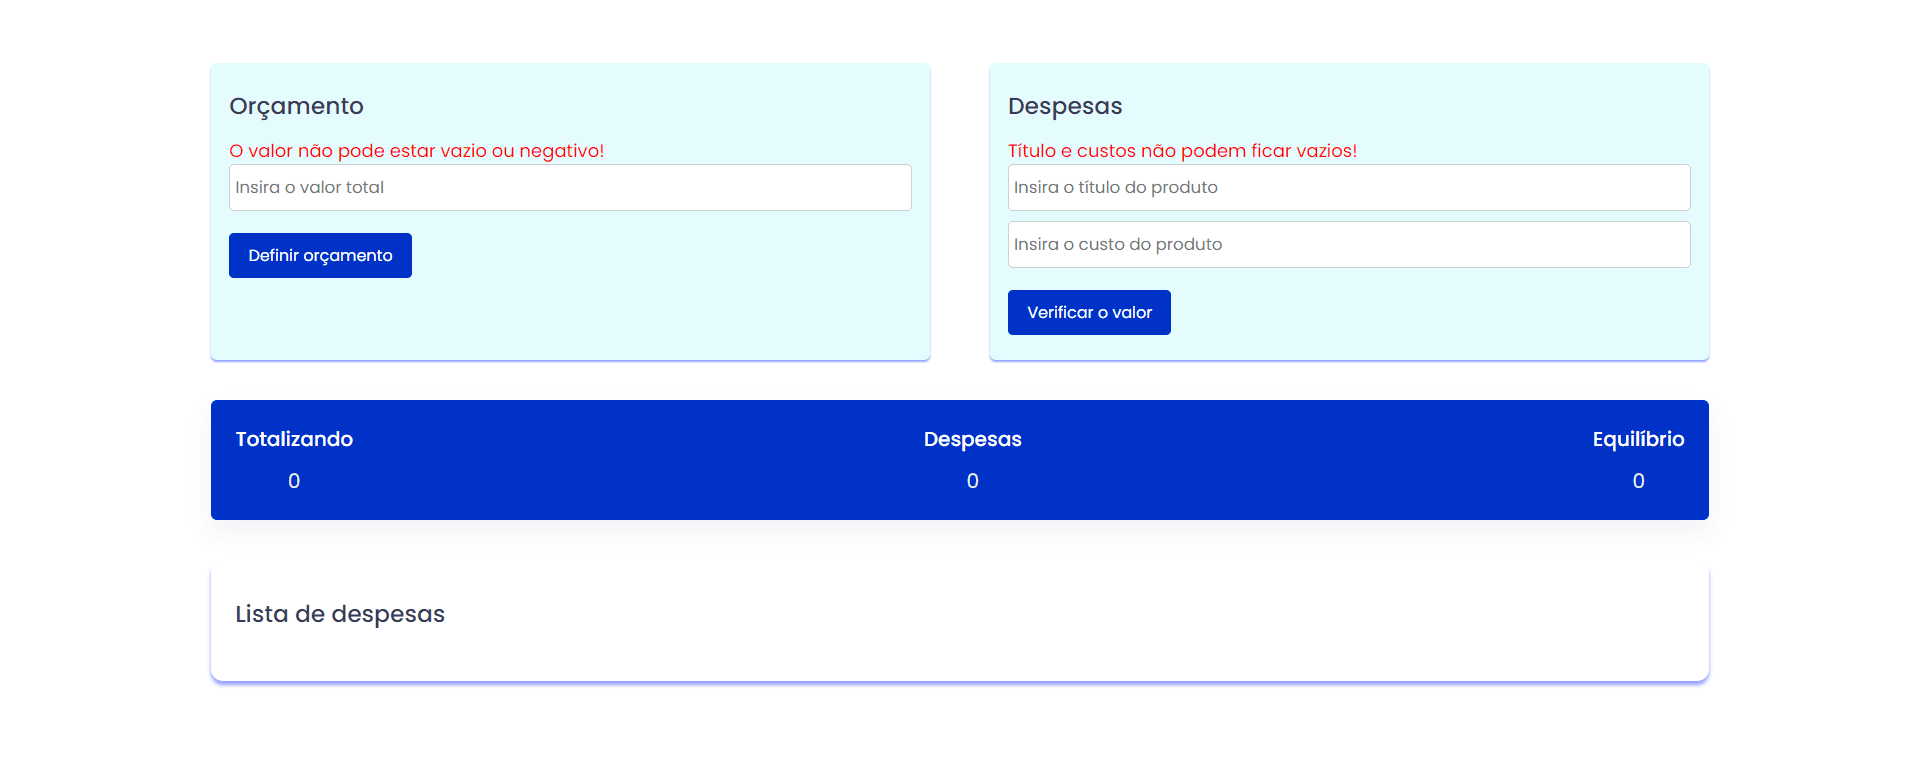 Orçamento
O valor não pode estar vazio ou negativo!
Insira o valor total
Definir orçamento
Despesas
Título e custos não podem ficar vazios!
Insira o título do produto
Insira o custo do produto
Verificar o valor
Totalizando
0
Despesas
0
Equilíbrio
0
Lista de despesas